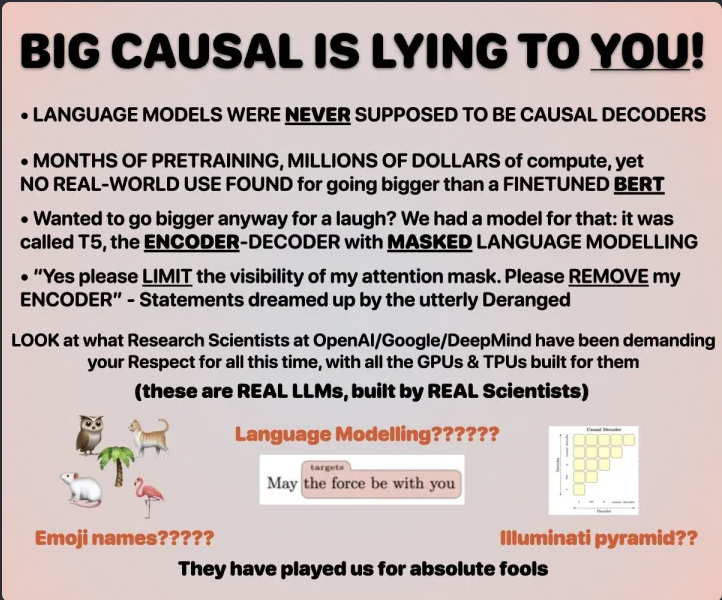 BIG CAUSAL IS LYING TO YOU!
• LANGUAGE MODELS WERE NEVER SUPPOSED TO BE CAUSAL DECODERS
• MONTHS OF PRETRAINING, MILLIONS OF DOLLARS of compute, yet
NO REAL-WORLD USE FOUND for going bigger than a FINETUNED BERT
• Wanted to go bigger anyway for a laugh? We had a model for that: it was
called T5, the ENCODER-DECODER with MASKED LANGUAGE MODELLING
• “Yes please LIMIT the visibility of my attention mask. Please REMOVE my
ENCODER” - Statements dreamed up by the utterly Deranged
LOOK at what Research Scientists at OpenAI/Google/DeepMind have been demanding
your Respect for all this time, with all the GPUs & TPUs built for them
(these are REAL LLMs, built by REAL Scientists)
Language Modelling??????
targets
May the force be with you
Causal Decoder
Decoder
Decoder
Emoji names?????
Illuminati pyramid??
They have played us for absolute fools